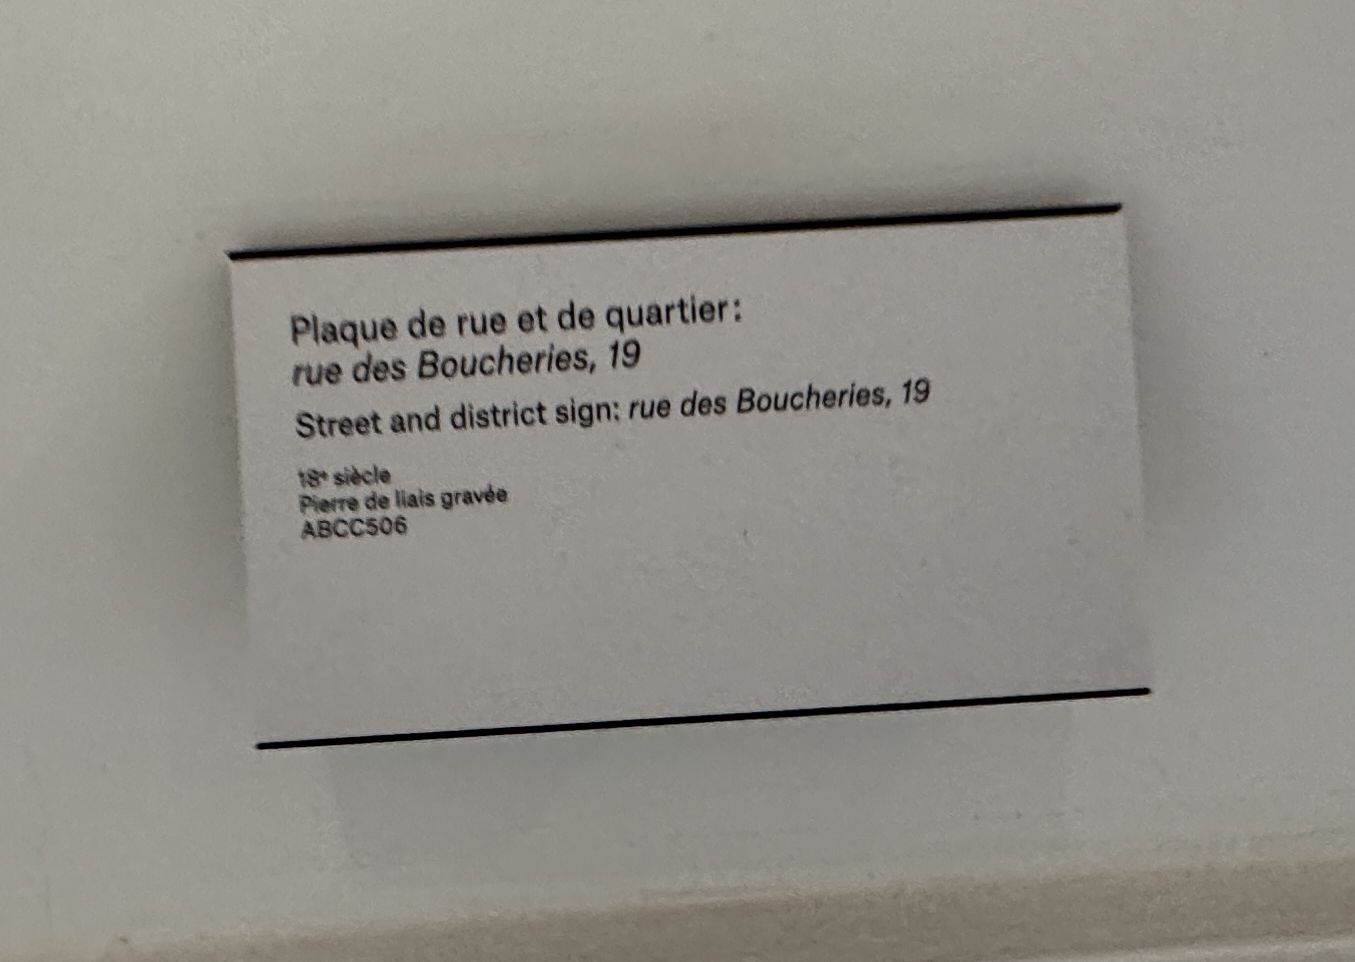 Plaque de rue et de quartier :
rue des Boucheries, 19
Street and district sign: rue des Boucheries, 19
18e siècle
Pierre de liais gravée
ABCC506